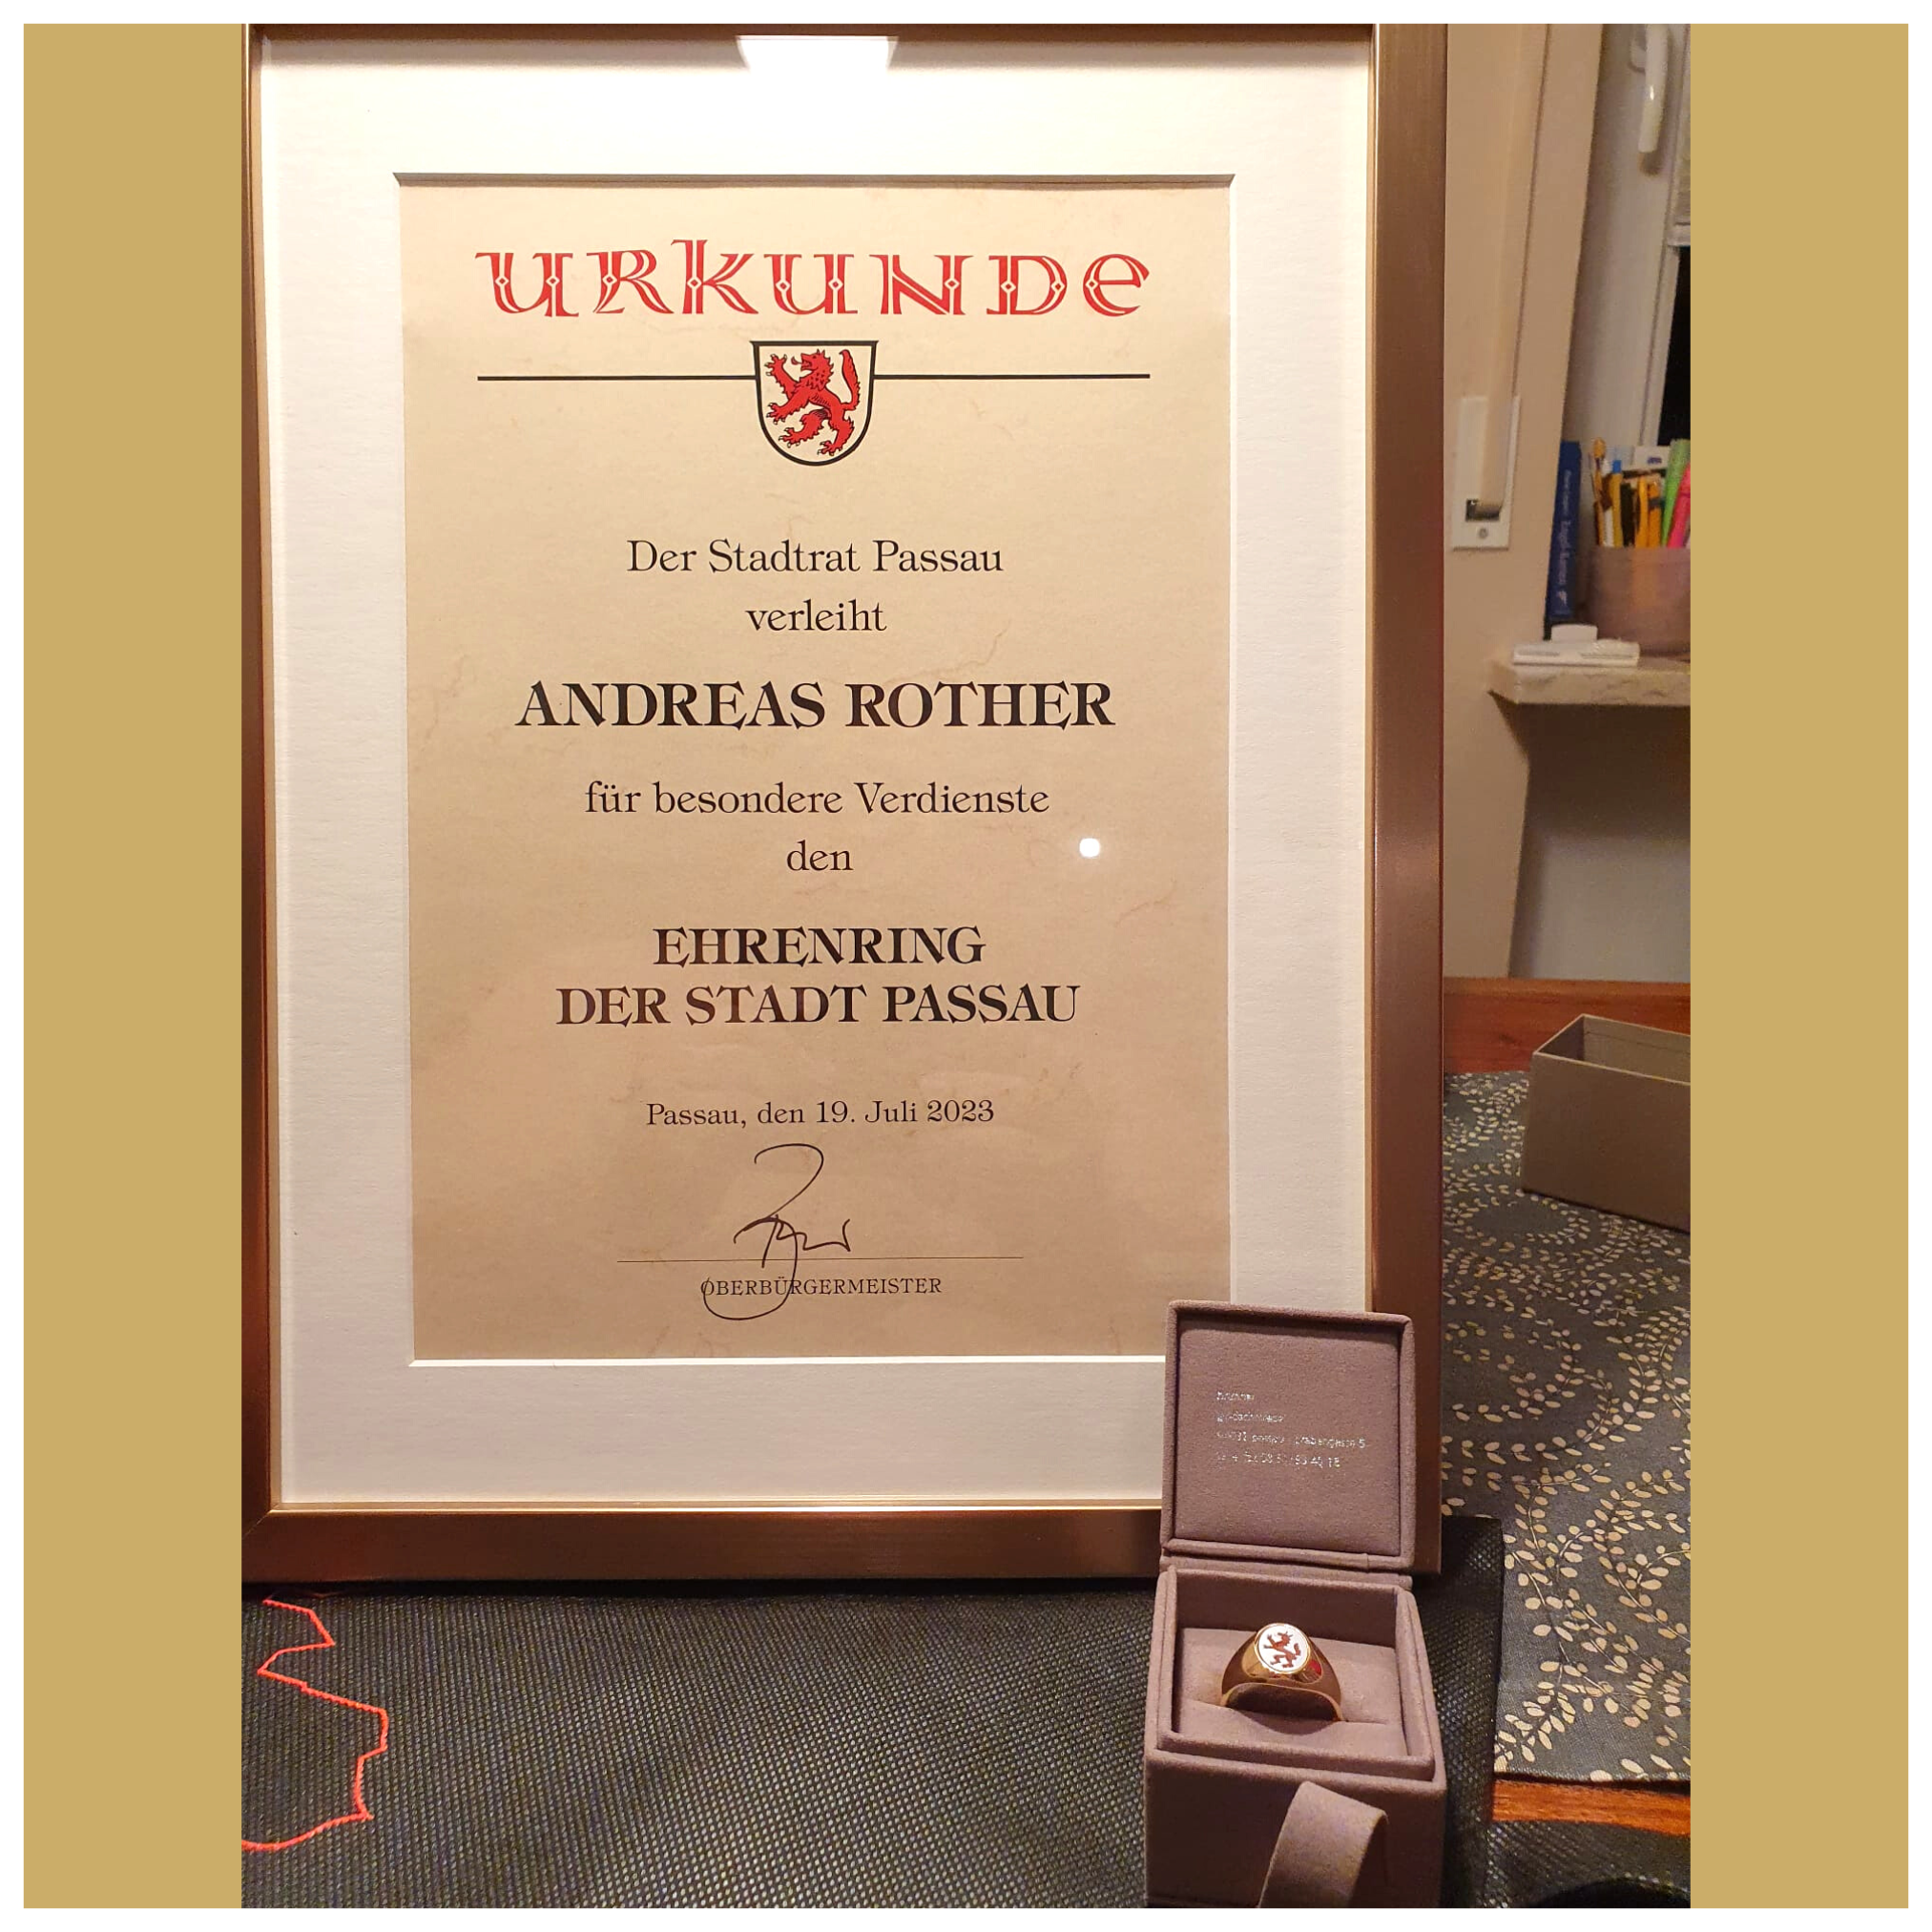 URKUNDE
Der Stadtrat Passau
verleiht
ANDREAS ROTHER
für besondere Verdienste
den
EHRENRING
DER STADT PASSAU
Passau, den 19. Juli 2023
OBERBÜRGERMEISTER